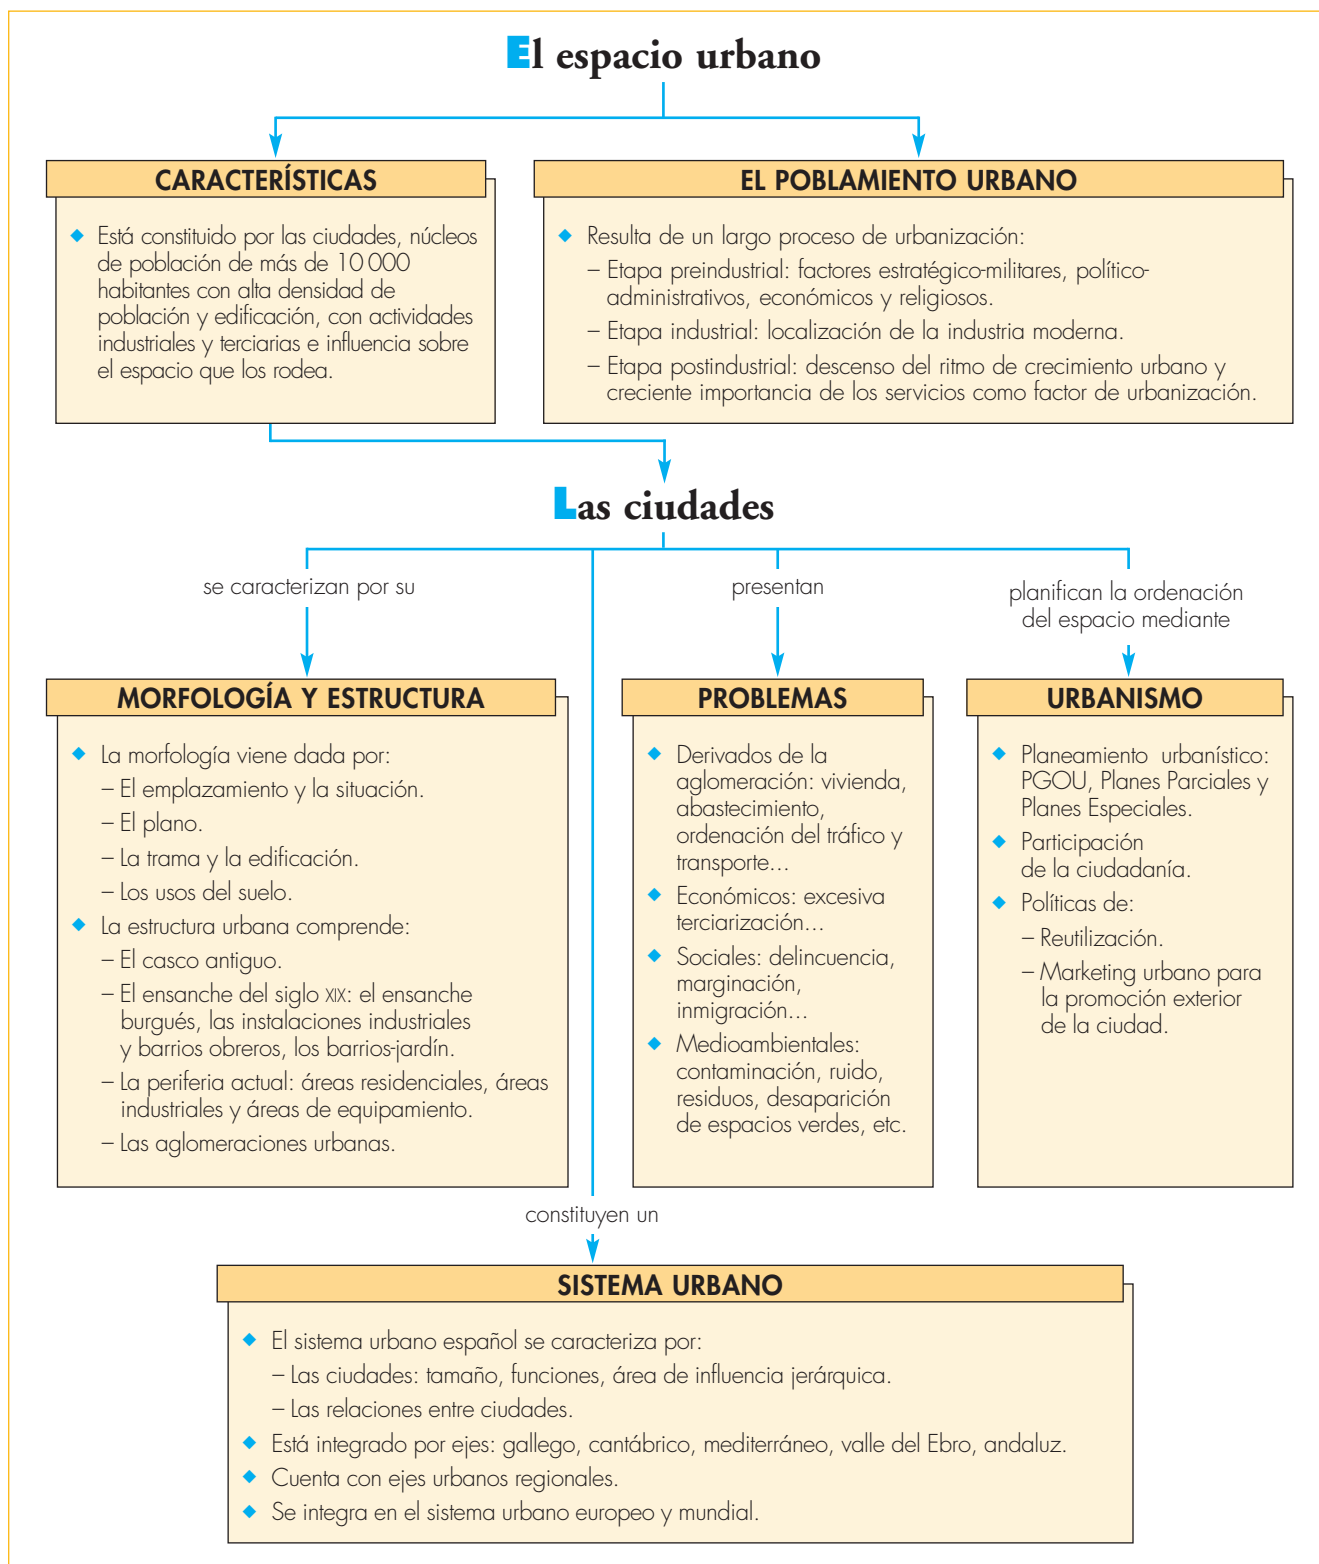 El espacio urbano
CARACTERÍSTICAS
◆ Está constituido por las ciudades, núcleos
de población de más de 10 000
habitantes con alta densidad de
población y edificación, con actividades
industriales y terciarias e influencia sobre
el espacio que los rodea.
EL POBLAMIENTO URBANO
◆ Resulta de un largo proceso de urbanización:
– Etapa preindustrial: factores estratégico-militares, político-
administrativos, económicos y religiosos.
– Etapa industrial: localización de la industria moderna.
– Etapa postindustrial: descenso del ritmo de crecimiento urbano y
creciente importancia de los servicios como factor de urbanización.
Las ciudades
se caracterizan por su
MORFOLOGÍA Y ESTRUCTURA
◆ La morfología viene dada por:
– El emplazamiento y la situación.
– El plano.
– La trama y la edificación.
– Los usos del suelo.
◆ La estructura urbana comprende:
– El casco antiguo.
– El ensanche del siglo XIX: el ensanche
burgués, las instalaciones industriales
y barrios obreros, los barrios-jardín.
– La periferia actual: áreas residenciales, áreas
industriales y áreas de equipamiento.
– Las aglomeraciones urbanas.
presentan
PROBLEMAS
◆ Derivados de la
aglomeración: vivienda,
abastecimiento,
ordenación del tráfico y
transporte...
◆ Económicos: excesiva
terciarización...
◆ Sociales: delincuencia,
marginación,
inmigración...
◆ Medioambientales:
contaminación, ruido,
residuos, desaparición
de espacios verdes, etc.
planifican la ordenación
del espacio mediante
URBANISMO
◆ Planeamiento urbanístico:
PGOU, Planes Parciales y
Planes Especiales.
◆ Participación
de la ciudadanía.
◆ Políticas de:
– Reutilización.
– Marketing urbano para
la promoción exterior
de la ciudad.
constituyen un
SISTEMA URBANO
◆ El sistema urbano español se caracteriza por:
– Las ciudades: tamaño, funciones, área de influencia jerárquica.
– Las relaciones entre ciudades.
◆ Está integrado por ejes: gallego, cantábrico, mediterráneo, valle del Ebro, andaluz.
◆ Cuenta con ejes urbanos regionales.
◆ Se integra en el sistema urbano europeo y mundial.